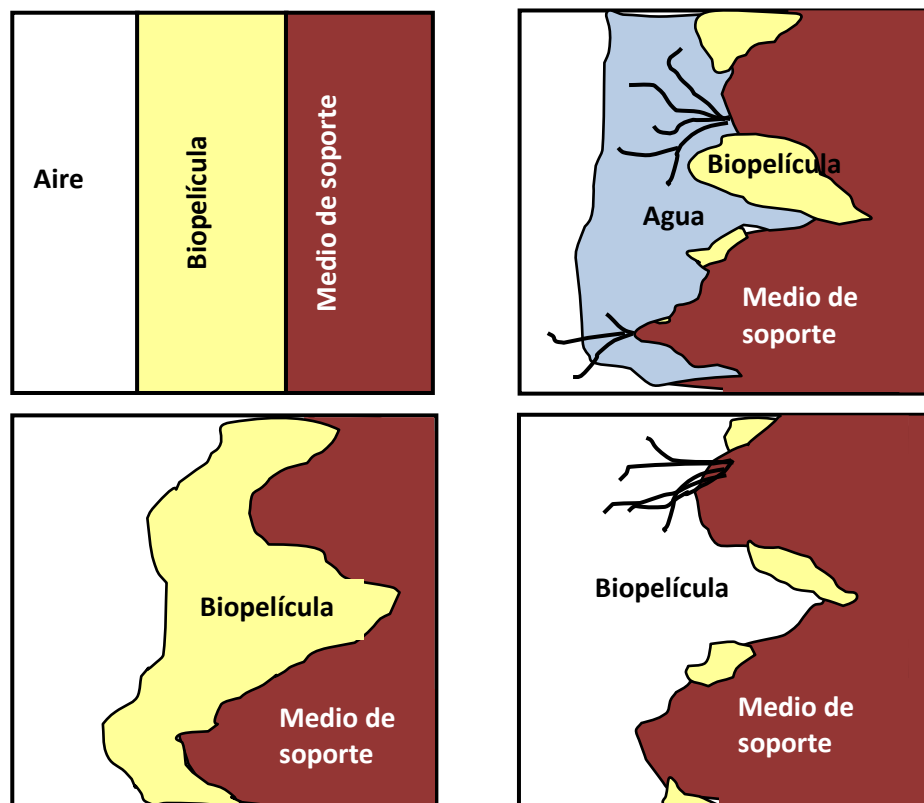 Aire
Biopelícula
Medio de soporte
Biopelícula
Agua
Medio de
soporte
Biopelícula
Medio de
soporte
Biopelícula
Medio de
soporte